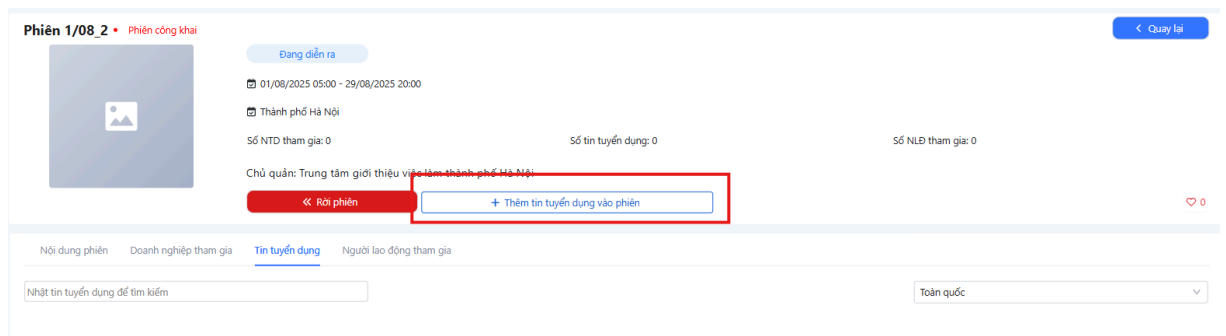 Phiên 1/08_2 • Phiên công khai
Quay lại
Đang diễn ra
01/08/2025 05:00 - 29/08/2025 20:00
Thành phố Hà Nội
Số NTD tham gia: 0 Số tin tuyển dụng: 0 Số NLĐ tham gia: 0
Chủ quản: Trung tâm giới thiệu việc làm thành phố Hà Nội
Rời phiên + Thêm tin tuyển dụng vào phiên 0
Nội dung phiên Doanh nghiệp tham gia Tin tuyển dụng Người lao động tham gia
Nhật tin tuyển dụng để tìm kiếm Toàn quốc